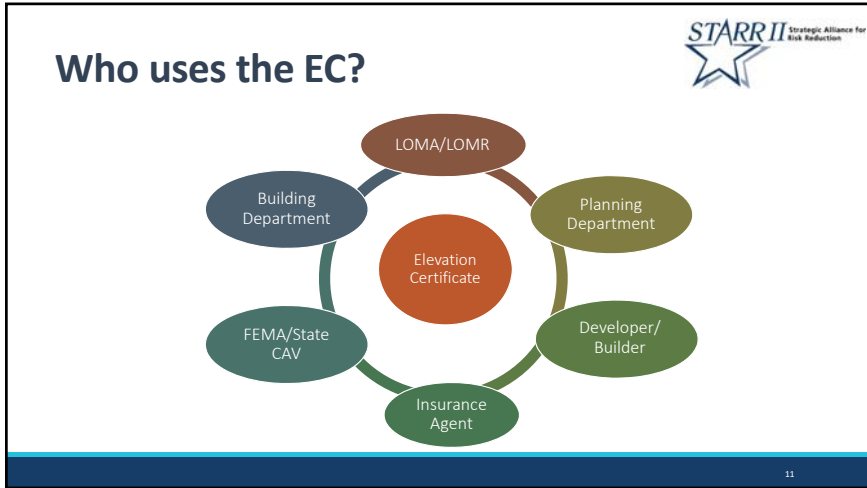 STARR II Strategic Alliance for
Risk Reduction
Who uses the EC?
LOMA/LOMR
Building
Department
Planning
Department
Elevation
Certificate
FEMA/State
CAV
Developer/
Builder
Insurance
Agent
11